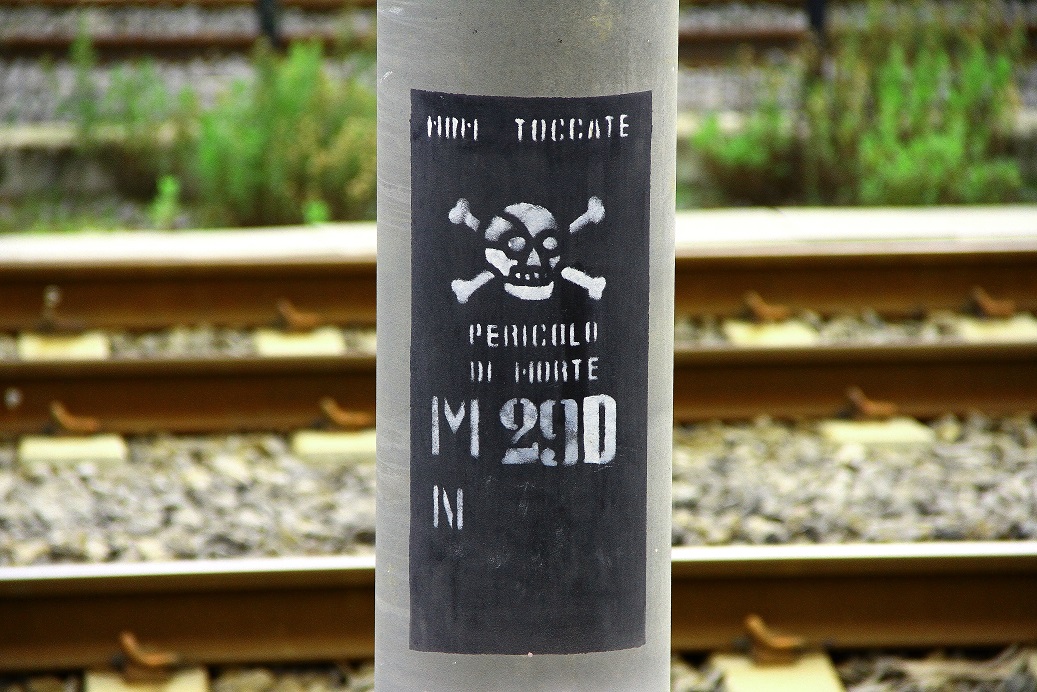 NON TOCCATE
PERICOLO
DI MORTE
M 29D
N